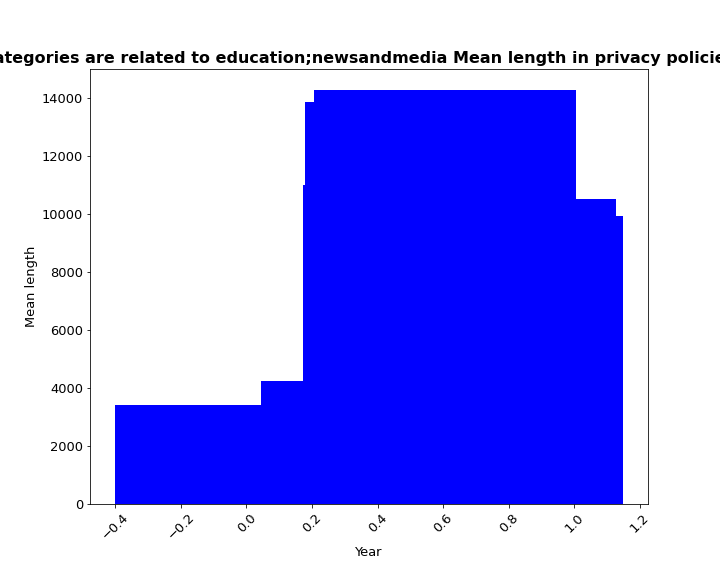 ategories are related to education;newsandmedia Mean length in privacy policie
14000
12000
10000
8000
6000
4000
2000
0
Mean length
−0.4 −0.2 0.0 0.2 0.4 0.6 0.8 1.0 1.2
Year